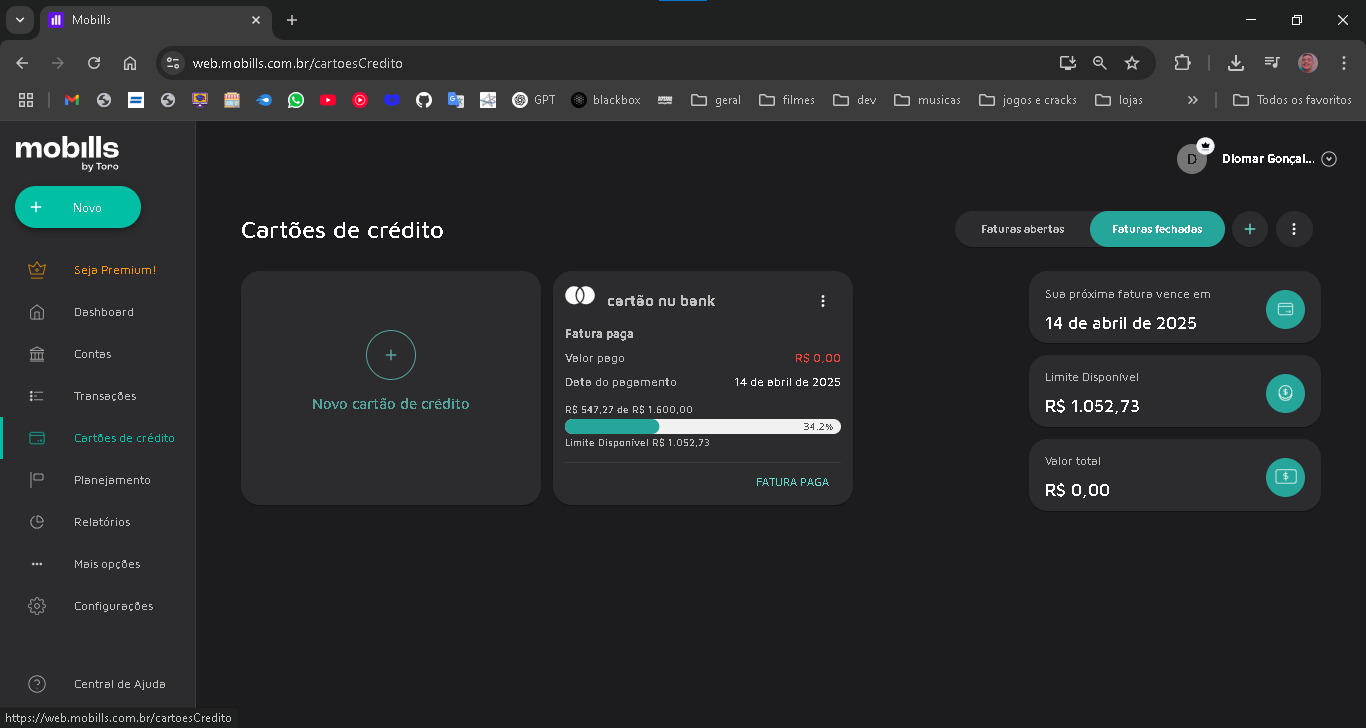 Mobills
web.mobills.com.br/cartoesCredito
GPT
blackbox
geral
filmes
dev
musicas
jogos e cracks
lojas
Todos os favoritos
mobills
by Toro
D
Diomar Gonçal...
Novo
Seja Premium!
Dashboard
Contas
Transações
Cartões de crédito
Planejamento
Relatórios
Mais opções
Configurações
Central de Ajuda
Cartões de crédito
Faturas abertas
Faturas fechadas
Novo cartão de crédito
cartão nu bank
Fatura paga
Valor pago R$ 0,00
Data do pagamento 14 de abril de 2025
R$ 547,27 de R$ 1.600,00
34.2%
Limite Disponível R$ 1.052,73
FATURA PAGA
Sua próxima fatura vence em
14 de abril de 2025
Limite Disponível
R$ 1.052,73
Valor total
R$ 0,00
https://web.mobills.com.br/cartoesCredito